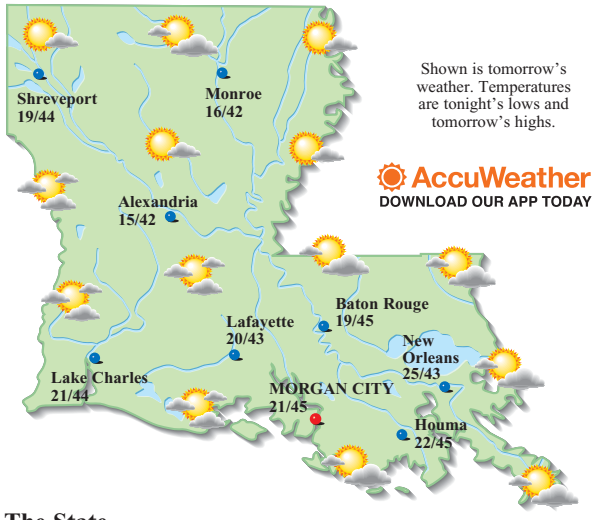 Shown is tomorrow's
weather. Temperatures
are tonight's lows and
tomorrow's highs.
AccuWeather
DOWNLOAD OUR APP TODAY
Shreveport
19/44
Monroe
16/42
Alexandria
15/42
Baton Rouge
19/45
Lafayette
20/43
New
Orleans
25/43
Lake Charles
21/44
MORGAN CITY
21/45
Houma
22/45
The State